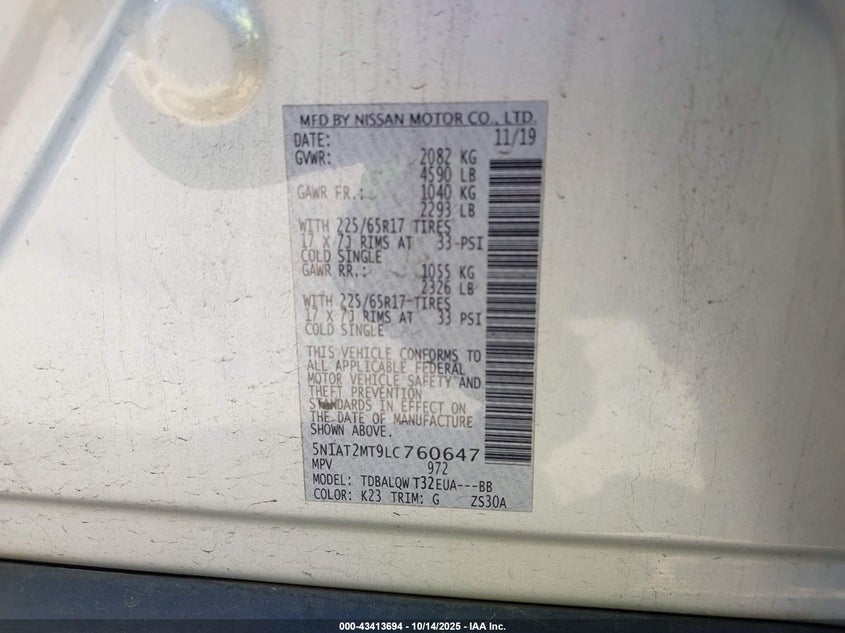 MFD BY NISSAN MOTOR CO., LTD.
DATE: 11/19
GVWR: 2082 KG
4590 LB
GAWR FR.: 1040 KG
2293 LB
WITH 225/65R17 TIRES
17 X 7J RIMS AT 33 PSI
COLD SINGLE
GAWR RR.: 1055 KG
2326 LB
WITH 225/65R17 TIRES
17 X 7J RIMS AT 33 PSI
COLD SINGLE
THIS VEHICLE CONFORMS TO
ALL APPLICABLE FEDERAL
MOTOR VEHICLE SAFETY AND
THEFT PREVENTION
STANDARDS IN EFFECT ON
THE DATE OF MANUFACTURE
SHOWN ABOVE.
5N1AT2MT9LC760647
MPV 972
MODEL: TDBALQW T32EUA---BB
COLOR: K23 TRIM: G ZS30A
000-43413694 - 10/14/2025 - IAA Inc.